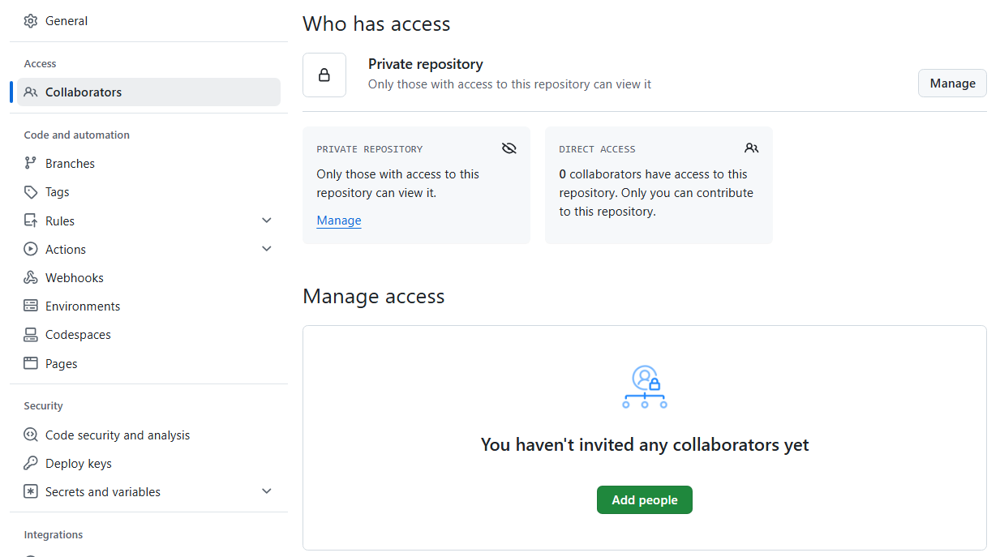 General
Access
Collaborators
Code and automation
Branches
Tags
Rules
Actions
Webhooks
Environments
Codespaces
Pages
Security
Code security and analysis
Deploy keys
Secrets and variables
Integrations
Who has access
Private repository
Only those with access to this repository can view it
Manage
PRIVATE REPOSITORY
Only those with access to this
repository can view it.
Manage
DIRECT ACCESS
0 collaborators have access to this
repository. Only you can contribute
to this repository.
Manage access
You haven't invited any collaborators yet
Add people